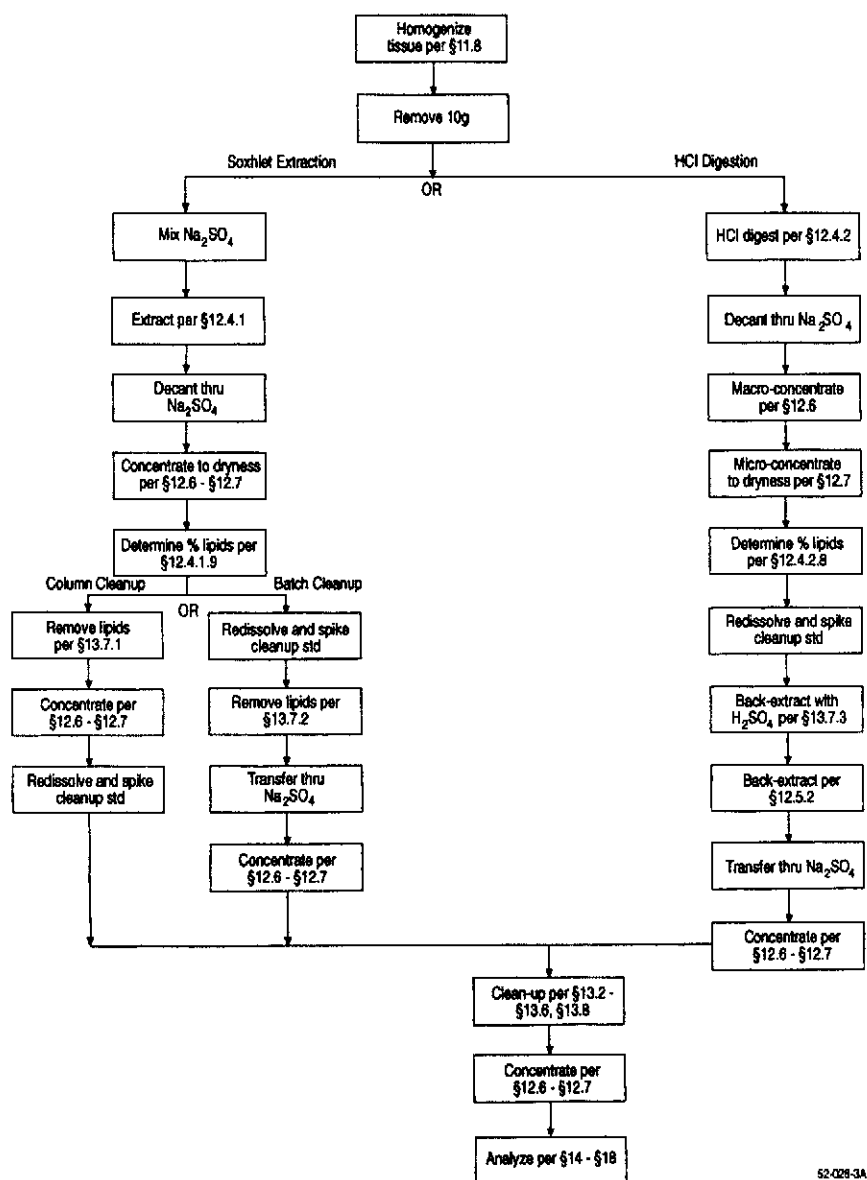 Homogenize
tissue per §11.8
Remove 10g
Soxhlet Extraction
HCl Digestion
OR
Mix Na₂SO₄
Extract per §12.4.1
Decant thru
Na₂SO₄
Concentrate to dryness
per §12.6 - §12.7
Determine % lipids per
§12.4.1.9
Column Cleanup
Batch Cleanup
OR
Remove lipids
per §13.7.1
Concentrate per
§12.6 - §12.7
Redissolve and spike
cleanup std
Redissolve and spike
cleanup std
Remove lipids per
§13.7.2
Transfer thru
Na₂SO₄
Concentrate per
§12.6 - §12.7
HCl digest per §12.4.2
Decant thru Na₂SO₄
Macro-concentrate
per §12.6
Micro-concentrate
to dryness per §12.7
Determine % lipids
per §12.4.2.8
Redissolve and spike
cleanup std
Back-extract with
H₂SO₄ per §13.7.3
Back-extract per
§12.5.2
Transfer thru Na₂SO₄
Concentrate per
§12.6 - §12.7
Clean-up per §13.2 -
§13.6, §13.8
Concentrate per
§12.6 - §12.7
Analyze per §14 - §18
52-026-3A